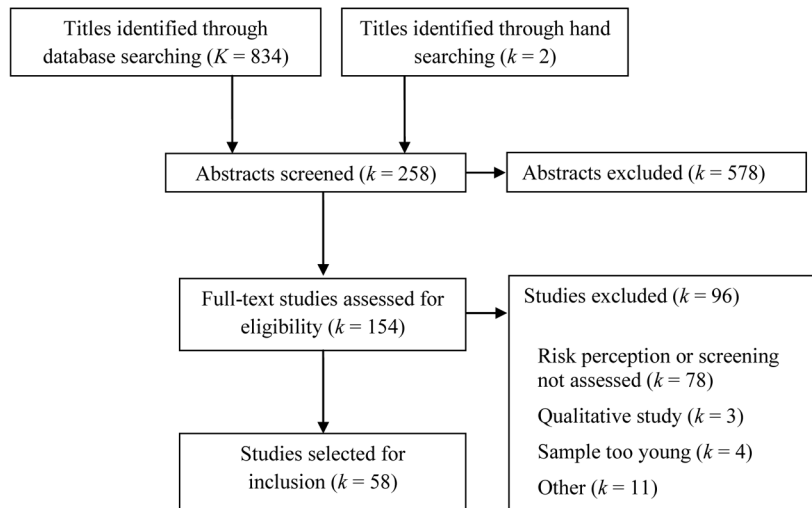 Titles identified through
database searching (K = 834)
Titles identified through hand
searching (k = 2)
Abstracts screened (k = 258)
Abstracts excluded (k = 578)
Full-text studies assessed for
eligibility (k = 154)
Studies excluded (k = 96)
Risk perception or screening
not assessed (k = 78)
Qualitative study (k = 3)
Sample too young (k = 4)
Other (k = 11)
Studies selected for
inclusion (k = 58)